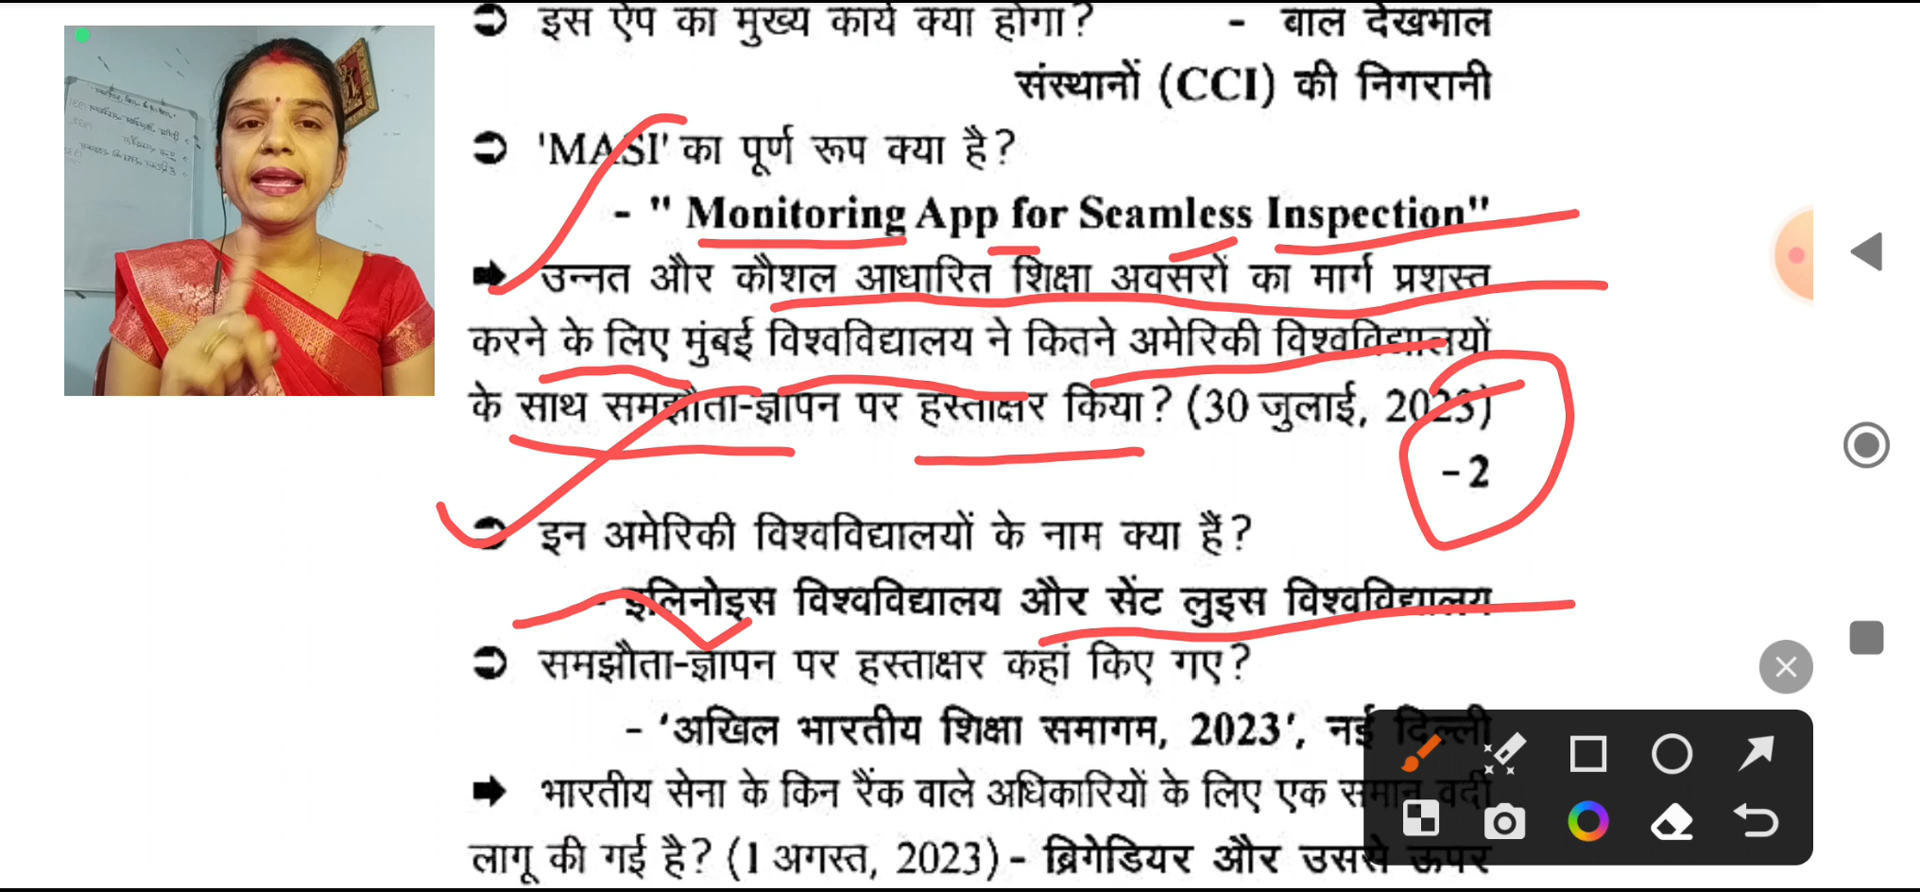 ➲ इस ऐप का मुख्य कार्य क्या होगा? - बाल देखभाल
संस्थानों (CCI) की निगरानी
➲ 'MASI' का पूर्ण रूप क्या है?
- " Monitoring App for Seamless Inspection"
➡ उन्नत और कौशल आधारित शिक्षा अवसरों का मार्ग प्रशस्त
करने के लिए मुंबई विश्वविद्यालय ने कितने अमेरिकी विश्वविद्यालयों
के साथ समझौता-ज्ञापन पर हस्ताक्षर किया? (30 जुलाई, 2023)
- 2
➲ इन अमेरिकी विश्वविद्यालयों के नाम क्या हैं?
- इलिनोइस विश्वविद्यालय और सेंट लुइस विश्वविद्यालय
➲ समझौता-ज्ञापन पर हस्ताक्षर कहां किए गए?
- 'अखिल भारतीय शिक्षा समागम, 2023', नई दिल्ली
➡ भारतीय सेना के किन रैंक वाले अधिकारियों के लिए एक समान वर्दी
लागू की गई है? (1 अगस्त, 2023) - ब्रिगेडियर और उससे ऊपर